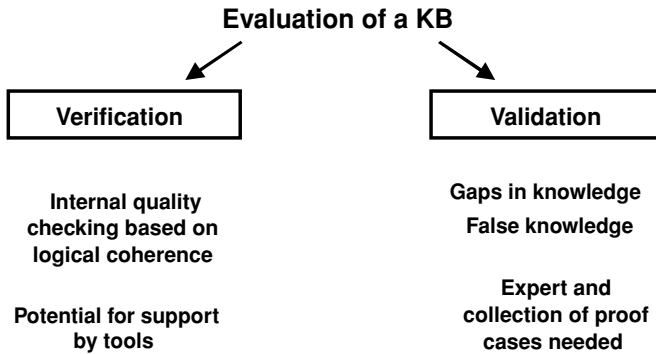 Evaluation of a KB
Verification
Internal quality
checking based on
logical coherence
Potential for support
by tools
Validation
Gaps in knowledge
False knowledge
Expert and
collection of proof
cases needed